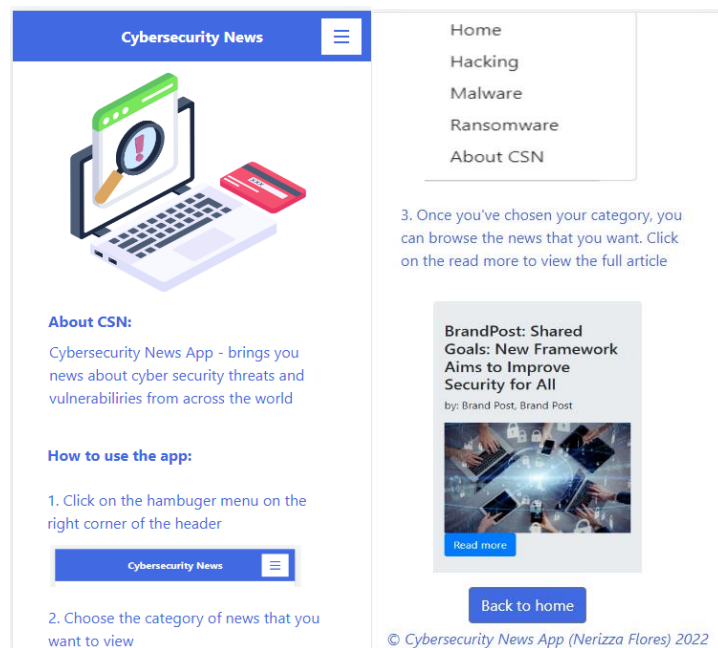 Cybersecurity News
About CSN:
Cybersecurity News App - brings you
news about cyber security threats and
vulnerabiliries from across the world
How to use the app:
1. Click on the hambuger menu on the
right corner of the header
Cybersecurity News
2. Choose the category of news that you
want to view
Home
Hacking
Malware
Ransomware
About CSN
3. Once you've chosen your category, you
can browse the news that you want. Click
on the read more to view the full article
BrandPost: Shared
Goals: New Framework
Aims to Improve
Security for All
by: Brand Post, Brand Post
Read more
Back to home
© Cybersecurity News App (Nerizza Flores) 2022